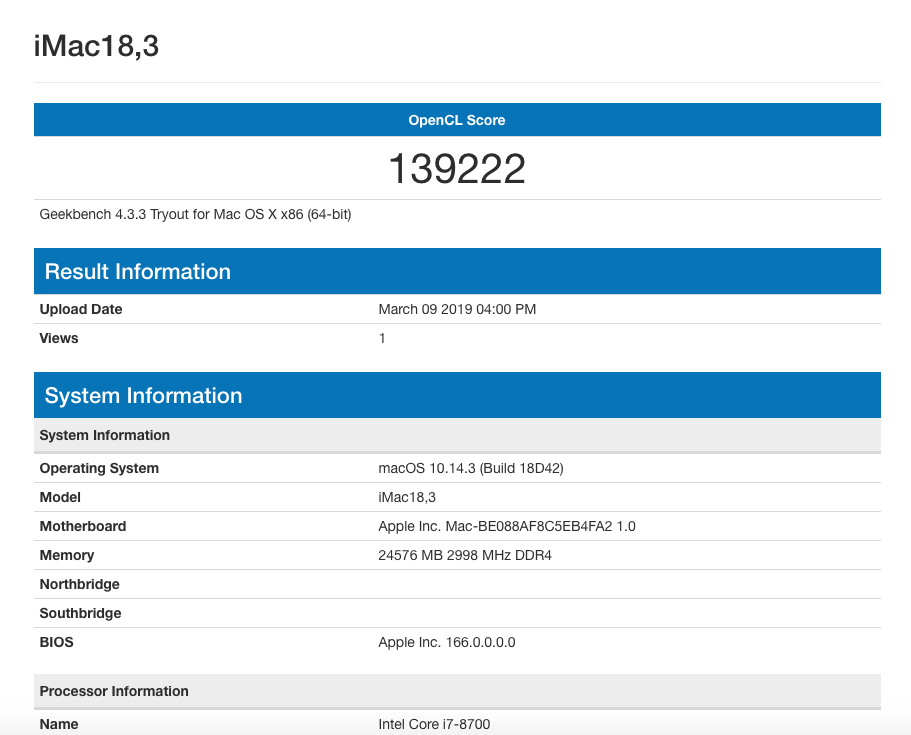 iMac18,3
OpenCL Score
139222
Geekbench 4.3.3 Tryout for Mac OS X x86 (64-bit)
Result Information
Upload Date March 09 2019 04:00 PM
Views 1
System Information
System Information
Operating System macOS 10.14.3 (Build 18D42)
Model iMac18,3
Motherboard Apple Inc. Mac-BE088AF8C5EB4FA2 1.0
Memory 24576 MB 2998 MHz DDR4
Northbridge
Southbridge
BIOS Apple Inc. 166.0.0.0.0
Processor Information
Name Intel Core i7-8700